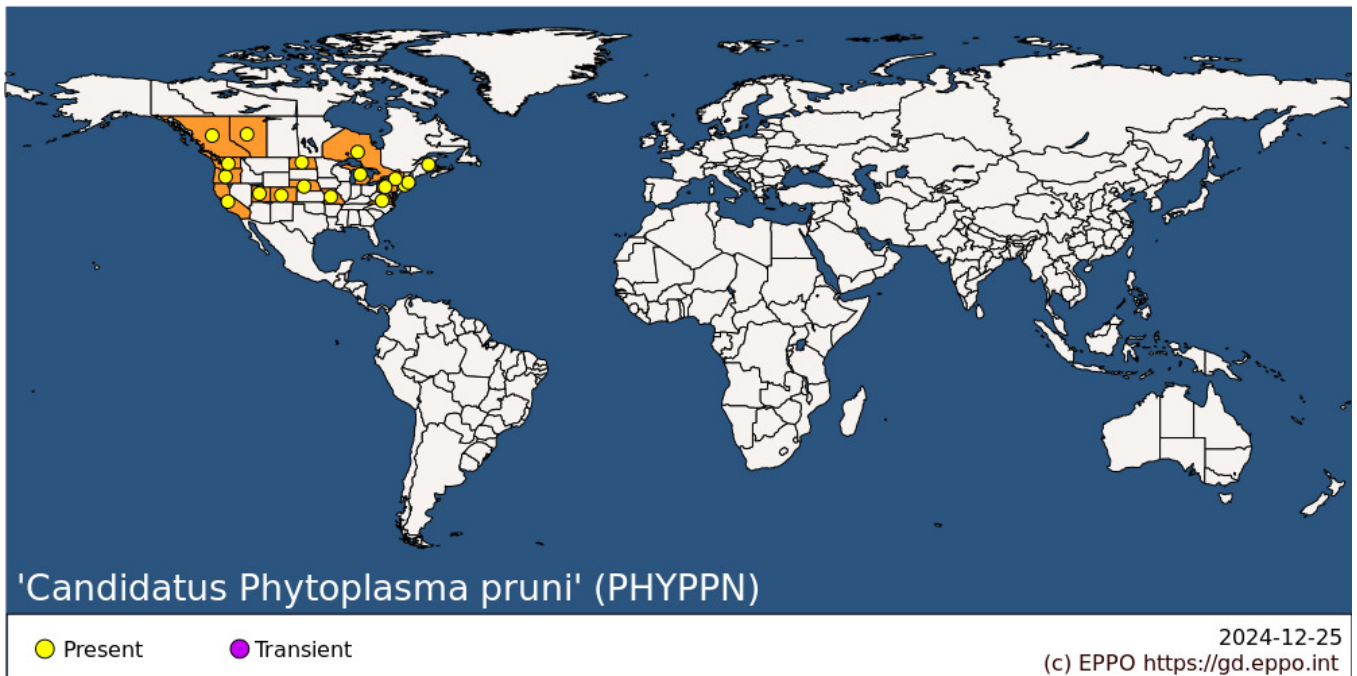 'Candidatus Phytoplasma pruni' (PHYPPN)
Present
Transient
2024-12-25
(c) EPPO https://gd.eppo.int